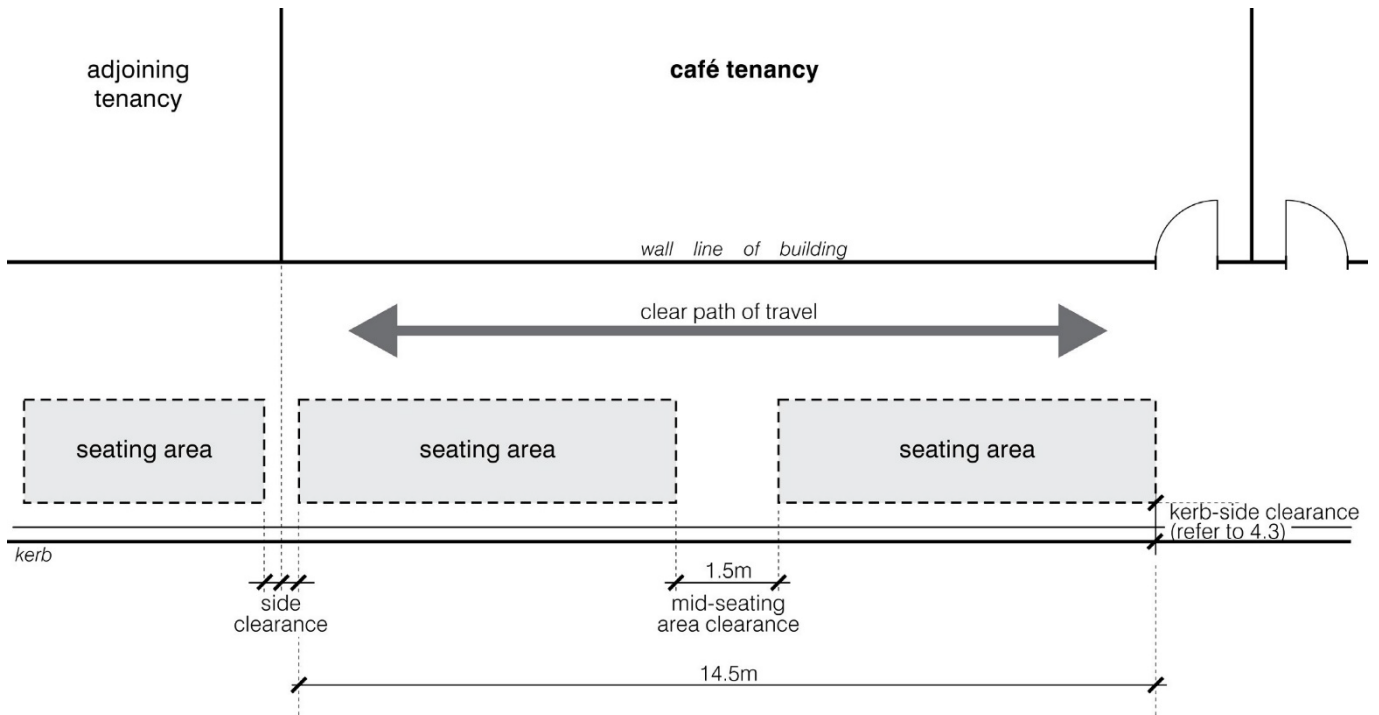 adjoining
tenancy
café tenancy
wall line of building
clear path of travel
seating area
seating area
seating area
kerb-side clearance
(refer to 4.3)
kerb
1.5m
side
clearance
mid-seating
area clearance
14.5m